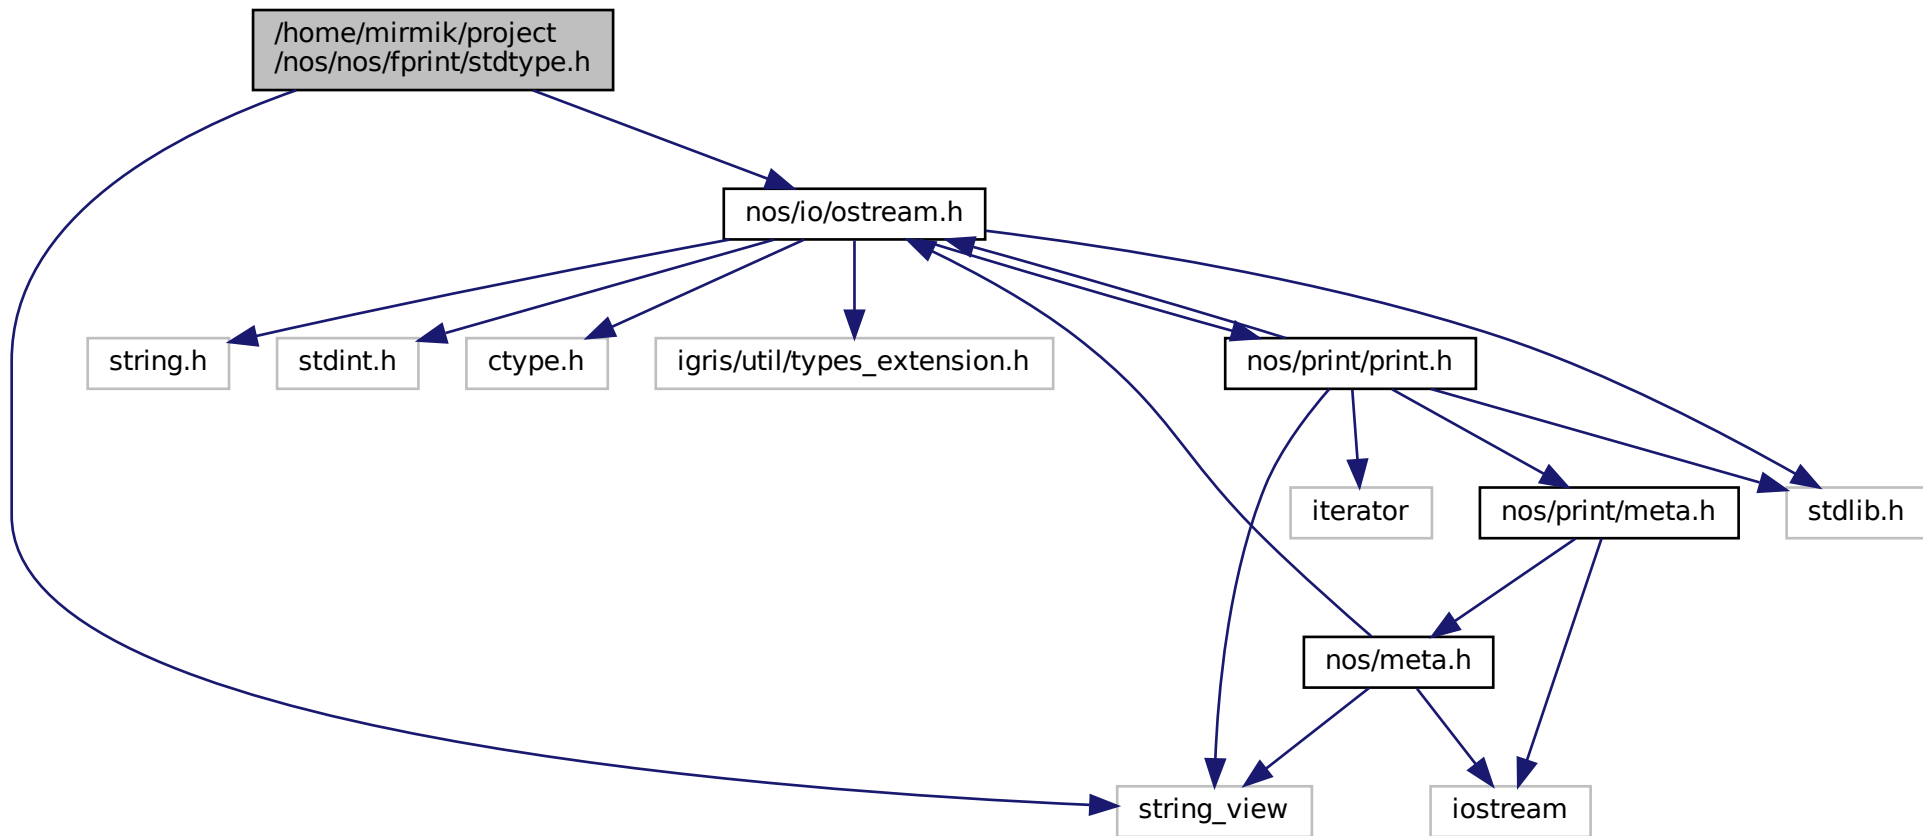 /home/mirmik/project
/nos/nos/fprint/stdtype.h
nos/io/ostream.h
string.h
stdint.h
ctype.h
igris/util/types_extension.h
nos/print/print.h
iterator
nos/print/meta.h
stdlib.h
nos/meta.h
string_view
iostream